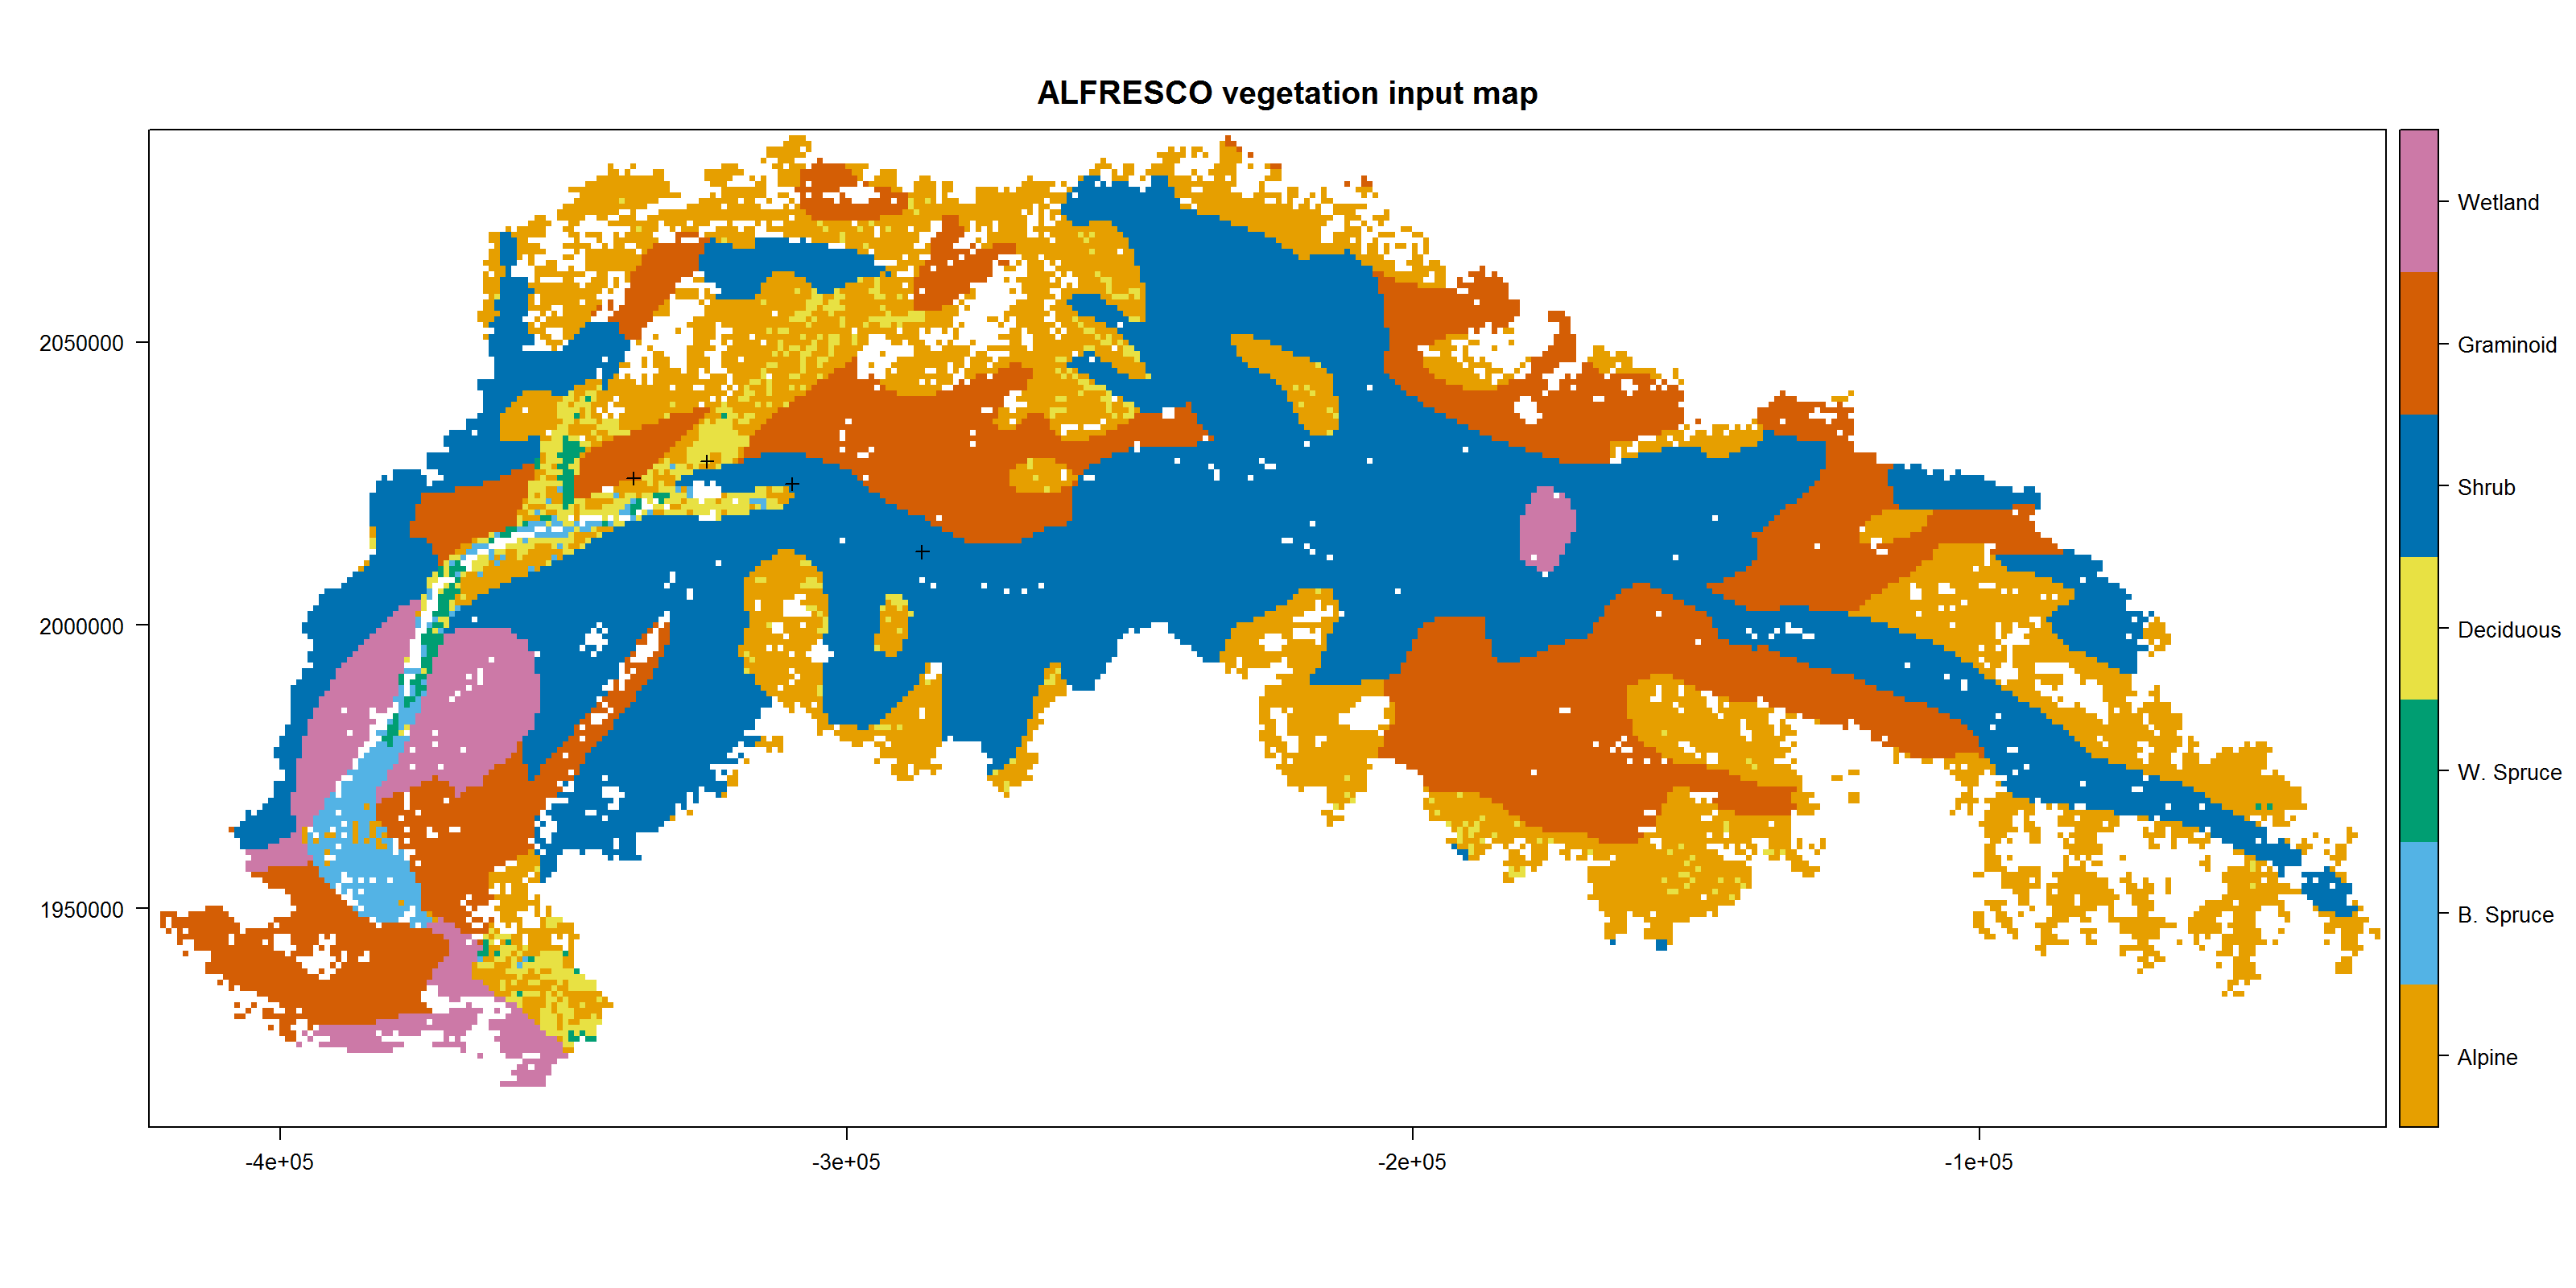 ALFRESCO vegetation input map
2050000
2000000
1950000
-4e+05
-3e+05
-2e+05
-1e+05
Wetland
Graminoid
Shrub
Deciduous
W. Spruce
B. Spruce
Alpine